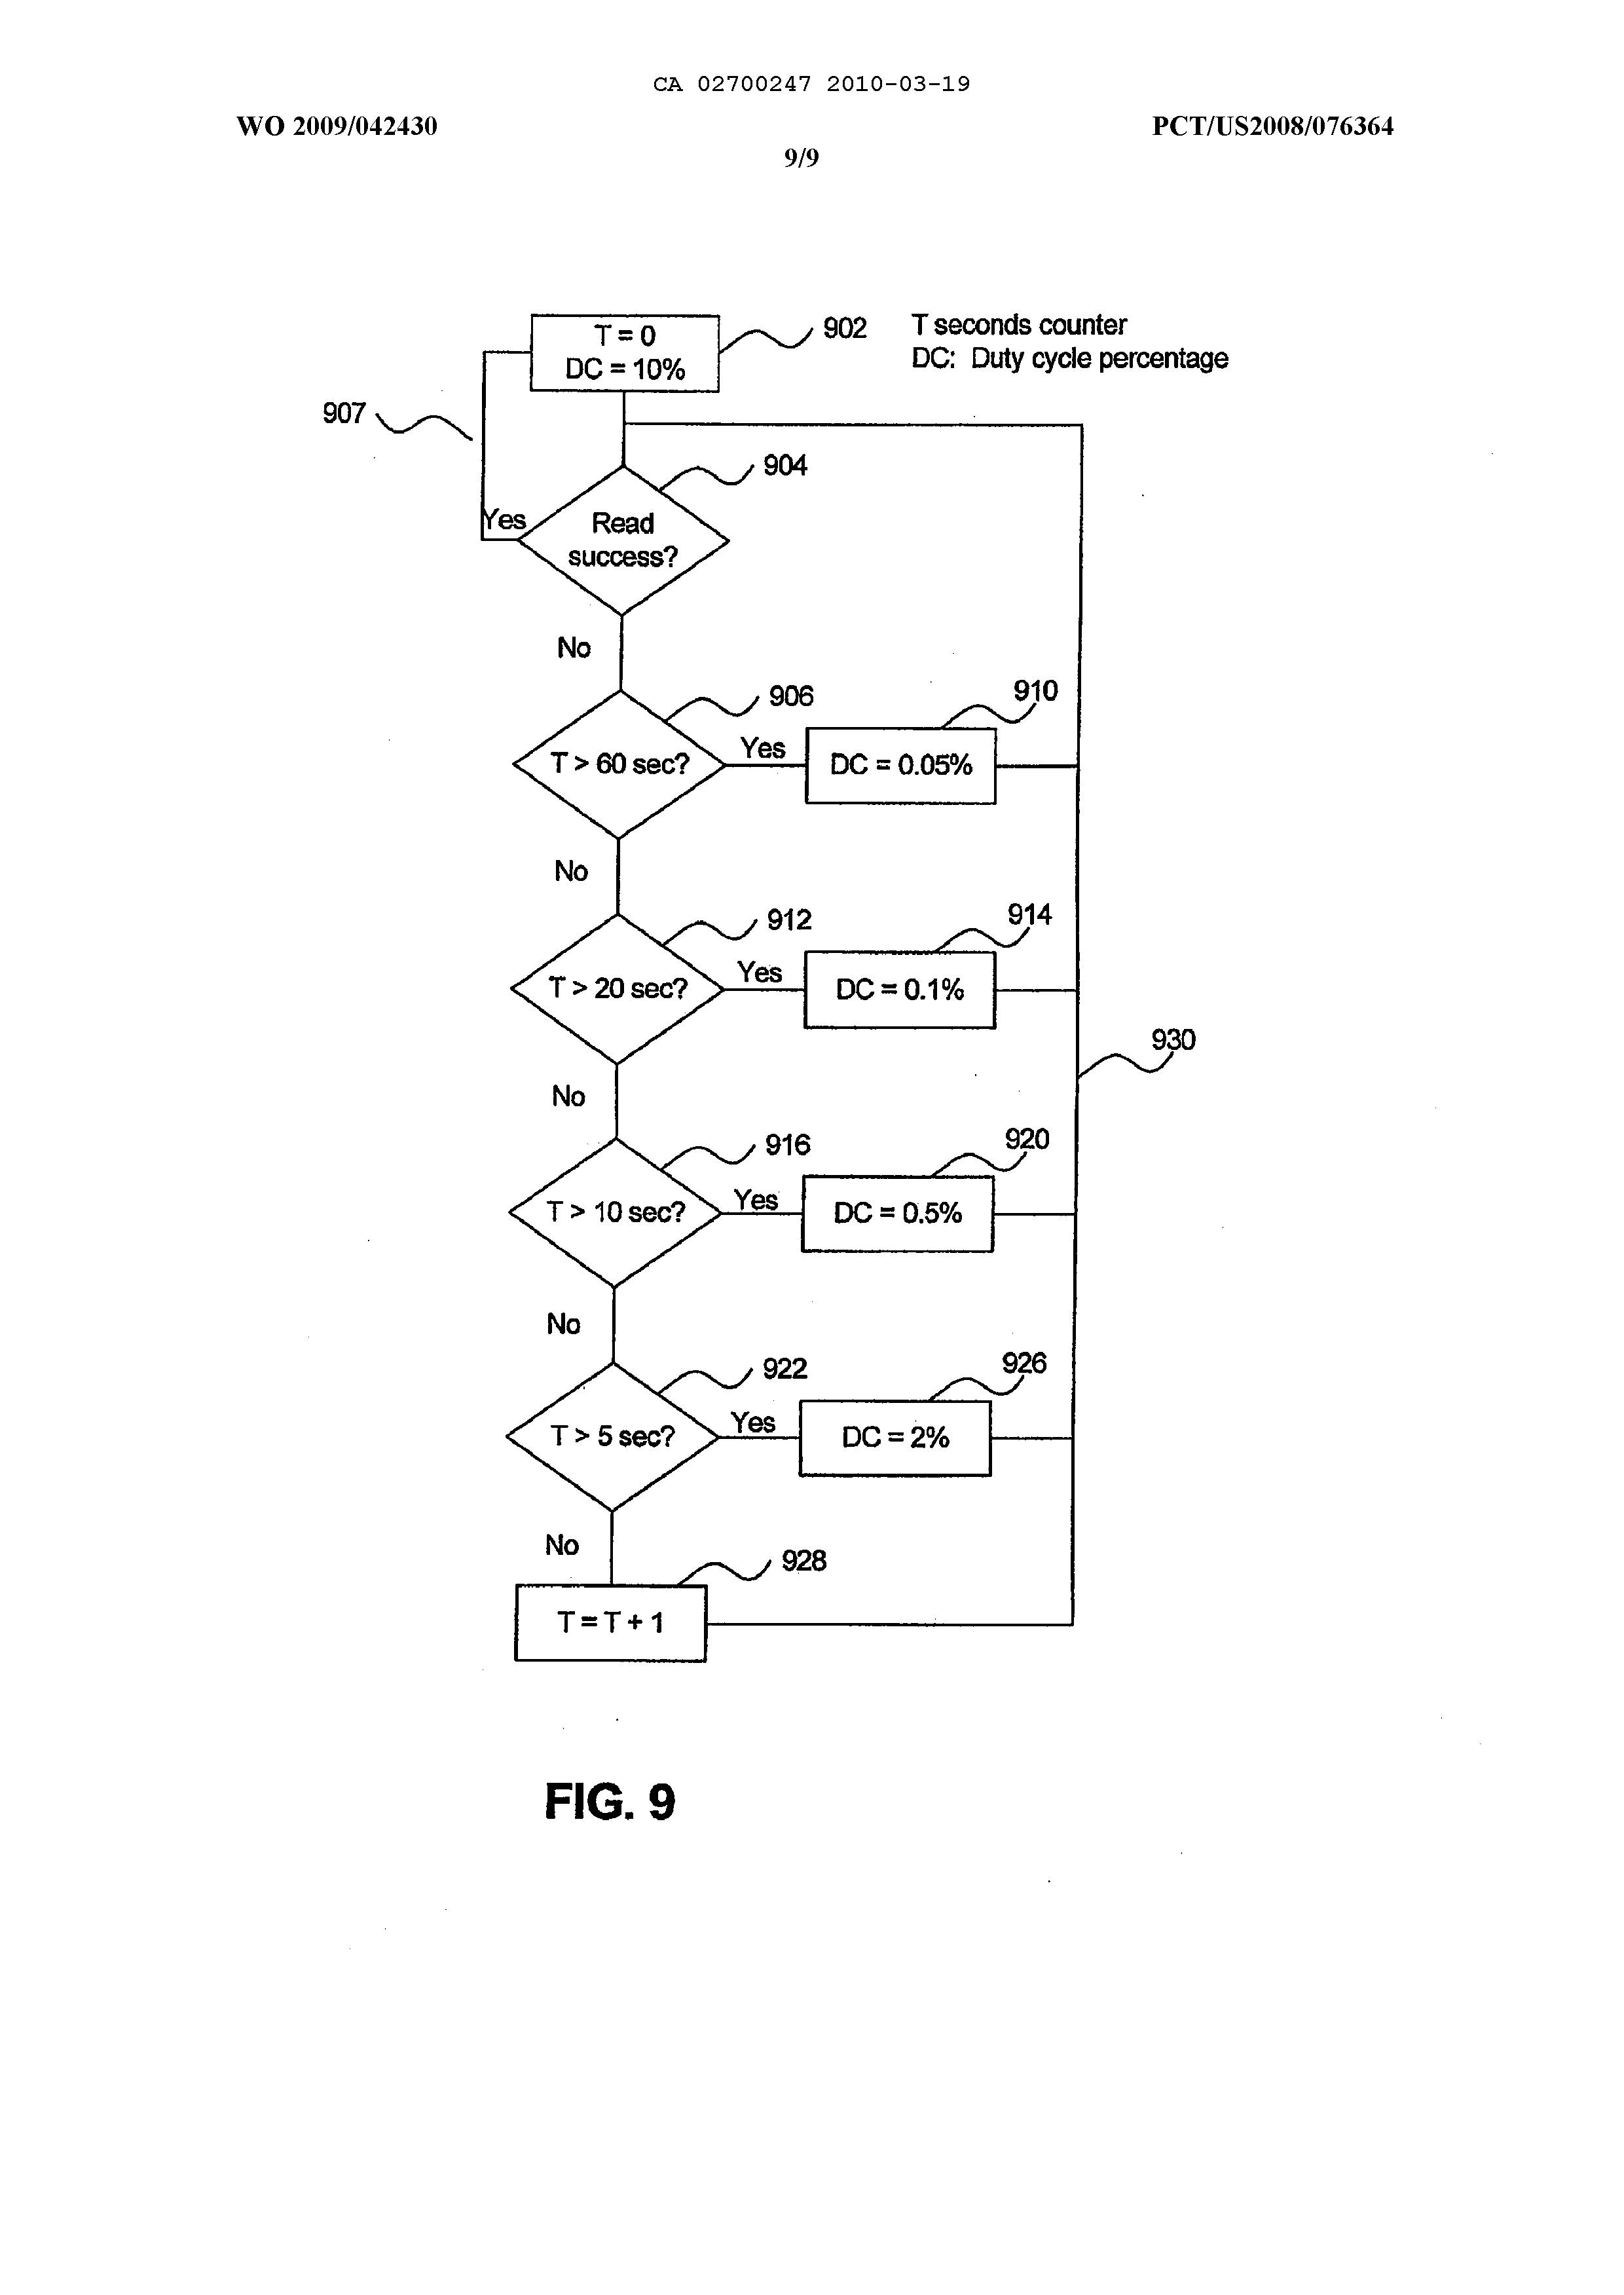 CA 02700247 2010-03-19
WO 2009/042430
PCT/US2008/076364
9/9
T = 0
DC = 10%
902
T seconds counter
DC: Duty cycle percentage
907
904
Yes
Read
success?
No
906
910
T > 60 sec?
Yes
DC = 0.05%
No
912
914
T > 20 sec?
Yes
DC = 0.1%
930
No
916
920
T > 10 sec?
Yes
DC = 0.5%
No
922
926
T > 5 sec?
Yes
DC = 2%
No
928
T = T + 1
FIG. 9